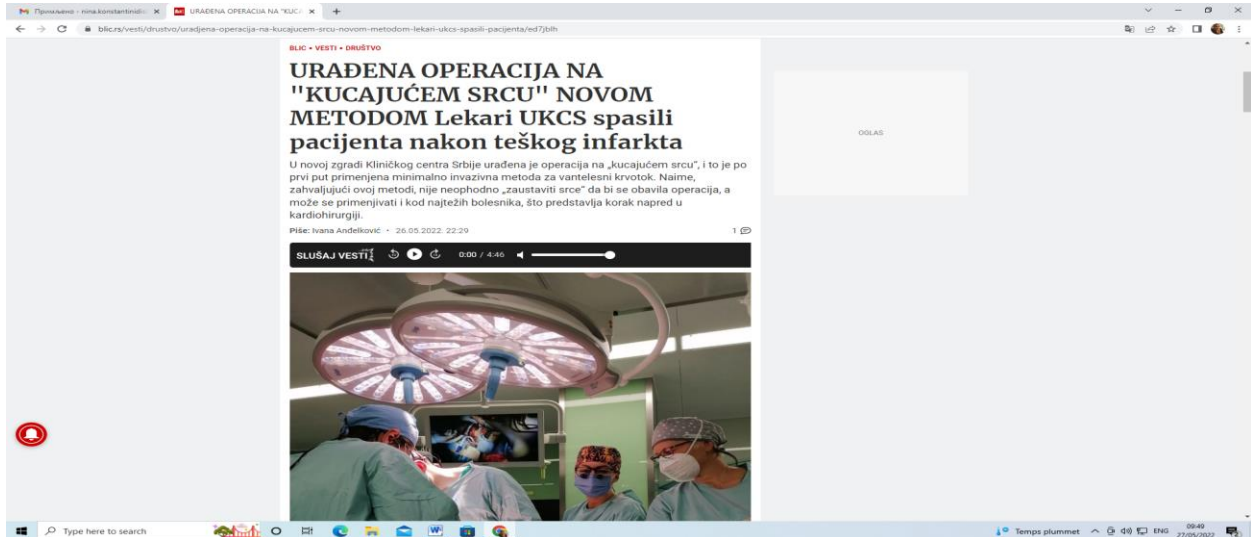 Примљено - nina.konstantinidi
URAĐENA OPERACIJA NA "KUCA
blic.rs/vesti/drustvo/uradjena-operacija-na-kucajucem-srcu-novom-metodom-lekari-ukcs-spasili-pacijenta/ed7jblh
BLIC • VESTI • DRUŠTVO
URAĐENA OPERACIJA NA
"KUCAJUĆEM SRCU" NOVOM
METODOM Lekari UKCS spasili
pacijenta nakon teškog infarkta
U novoj zgradi Kliničkog centra Srbije urađena je operacija na „kucajućem srcu", i to je po
prvi put primenjena minimalno invazivna metoda za vantelesni krvotok. Naime,
zahvaljujući ovoj metodi, nije neophodno „zaustaviti srce" da bi se obavila operacija, a
može se primenjivati i kod najtežih bolesnika, što predstavlja korak napred u
kardiohirurgiji.
Piše: Ivana Anđelković • 26.05.2022. 22:29
1
SLUŠAJ VESTI
0:00 / 4:46
OGLAS
Type here to search
Temps plummet
ENG
09:49
27/05/2022